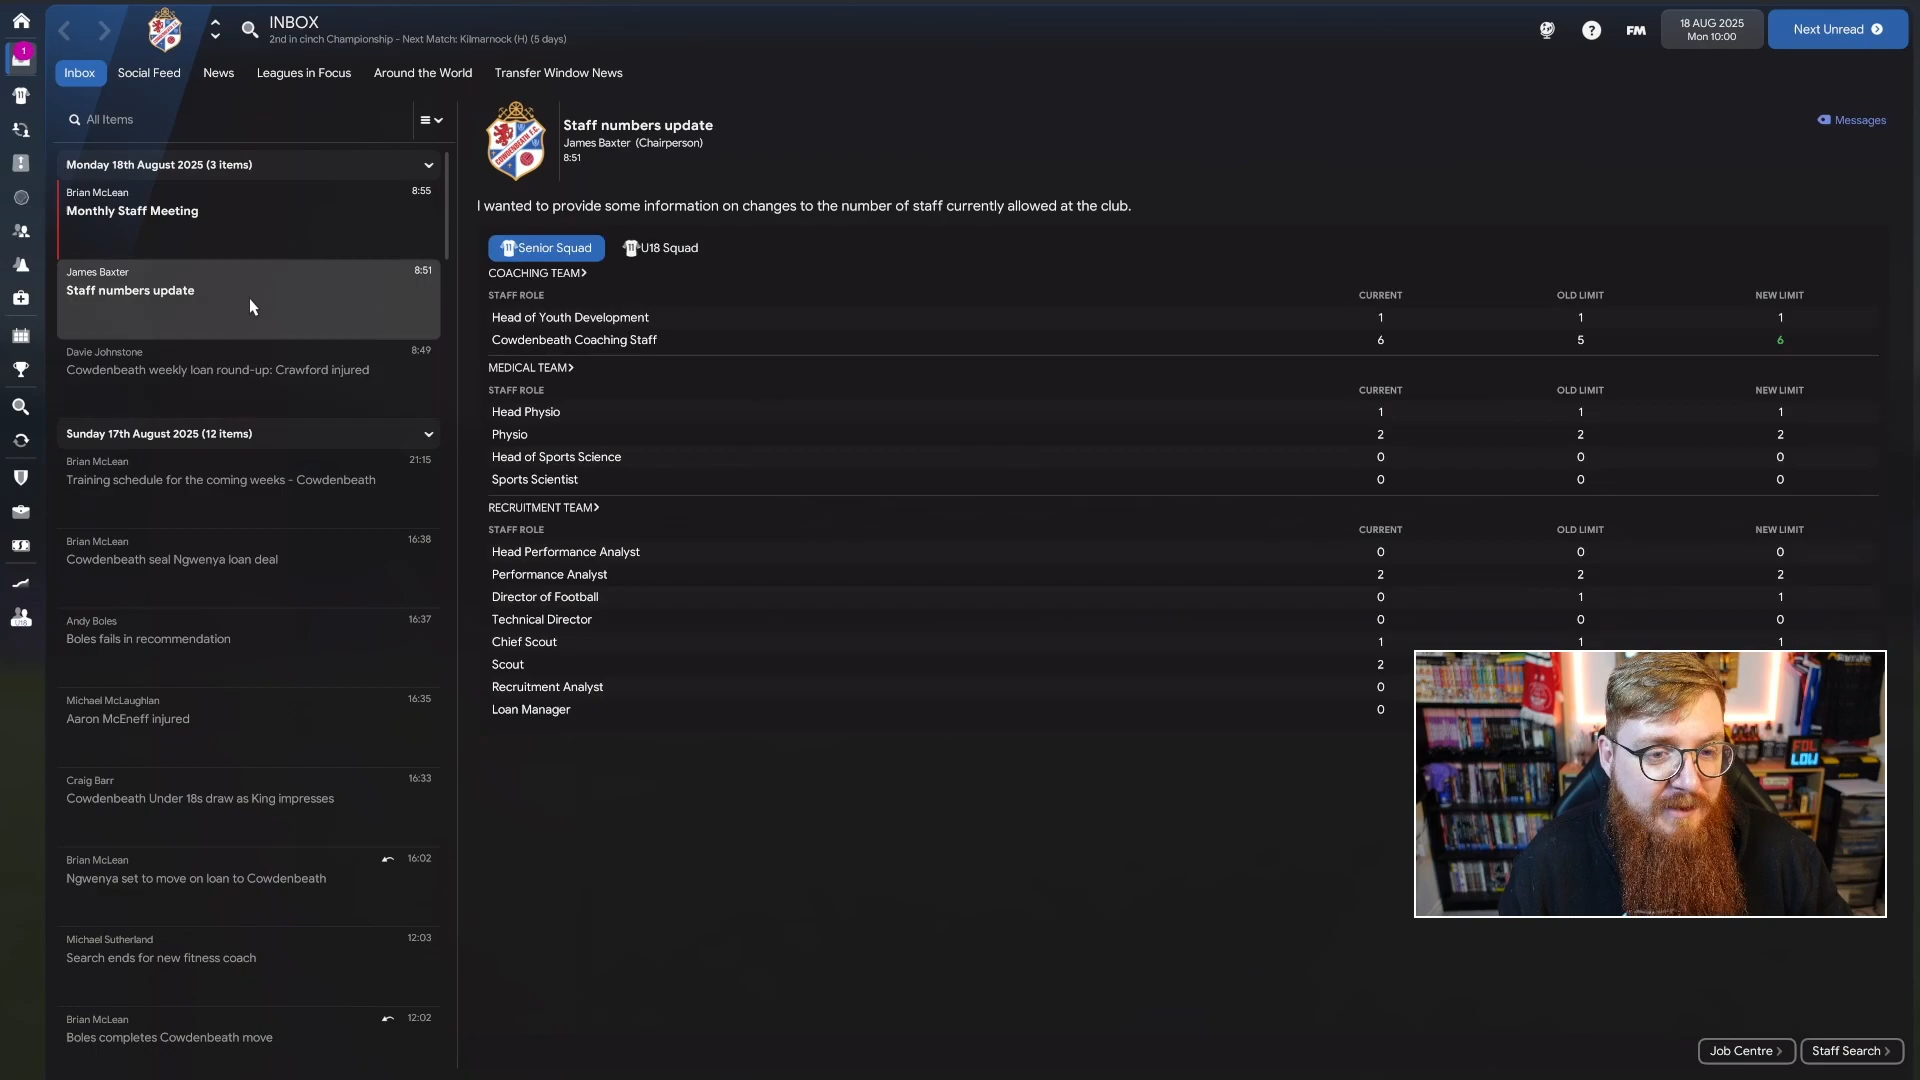 INBOX
2nd in cinch Championship - Next Match: Kilmarnock (H) (5 days)
FM
18 AUG 2025
Mon 10:00
Next Unread
1
Inbox
Social Feed
News
Leagues in Focus
Around the World
Transfer Window News
All Items
Monday 18th August 2025 (3 items)
Brian McLean 8:55
Monthly Staff Meeting
James Baxter 8:51
Staff numbers update
Davie Johnstone 8:49
Cowdenbeath weekly loan round-up: Crawford injured
Sunday 17th August 2025 (12 items)
Brian McLean 21:15
Training schedule for the coming weeks - Cowdenbeath
Brian McLean 16:38
Cowdenbeath seal Ngwenya loan deal
Andy Boles 16:37
Boles fails in recommendation
Michael McLaughlan 16:35
Aaron McEneff injured
Craig Barr 16:33
Cowdenbeath Under 18s draw as King impresses
Brian McLean 16:02
Ngwenya set to move on loan to Cowdenbeath
Michael Sutherland 12:03
Search ends for new fitness coach
Brian McLean 12:02
Boles completes Cowdenbeath move
U18
COWDENBEATH F.C.
Staff numbers update
James Baxter (Chairperson)
8:51
Messages
I wanted to provide some information on changes to the number of staff currently allowed at the club.
Senior Squad
U18 Squad
COACHING TEAM
STAFF ROLE CURRENT OLD LIMIT NEW LIMIT
Head of Youth Development 1 1 1
Cowdenbeath Coaching Staff 6 5 6
MEDICAL TEAM
STAFF ROLE CURRENT OLD LIMIT NEW LIMIT
Head Physio 1 1 1
Physio 2 2 2
Head of Sports Science 0 0 0
Sports Scientist 0 0 0
RECRUITMENT TEAM
STAFF ROLE CURRENT OLD LIMIT NEW LIMIT
Head Performance Analyst 0 0 0
Performance Analyst 2 2 2
Director of Football 0 1 1
Technical Director 0 0 0
Chief Scout 1 1 1
Scout 2
Recruitment Analyst 0
Loan Manager 0
FOL
LOW
Job Centre
Staff Search